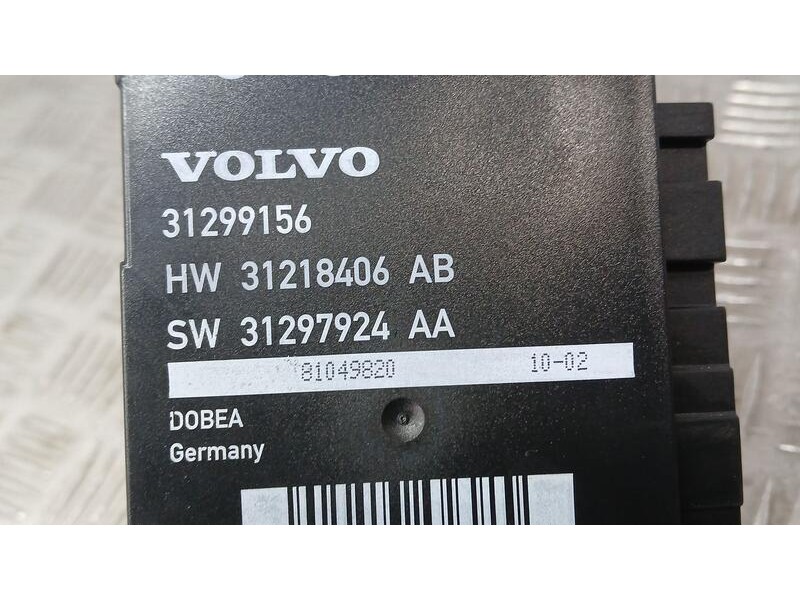 VOLVO
31299156
HW 31218406 AB
SW 31297924 AA
81049820 10-02
DOBEA
Germany